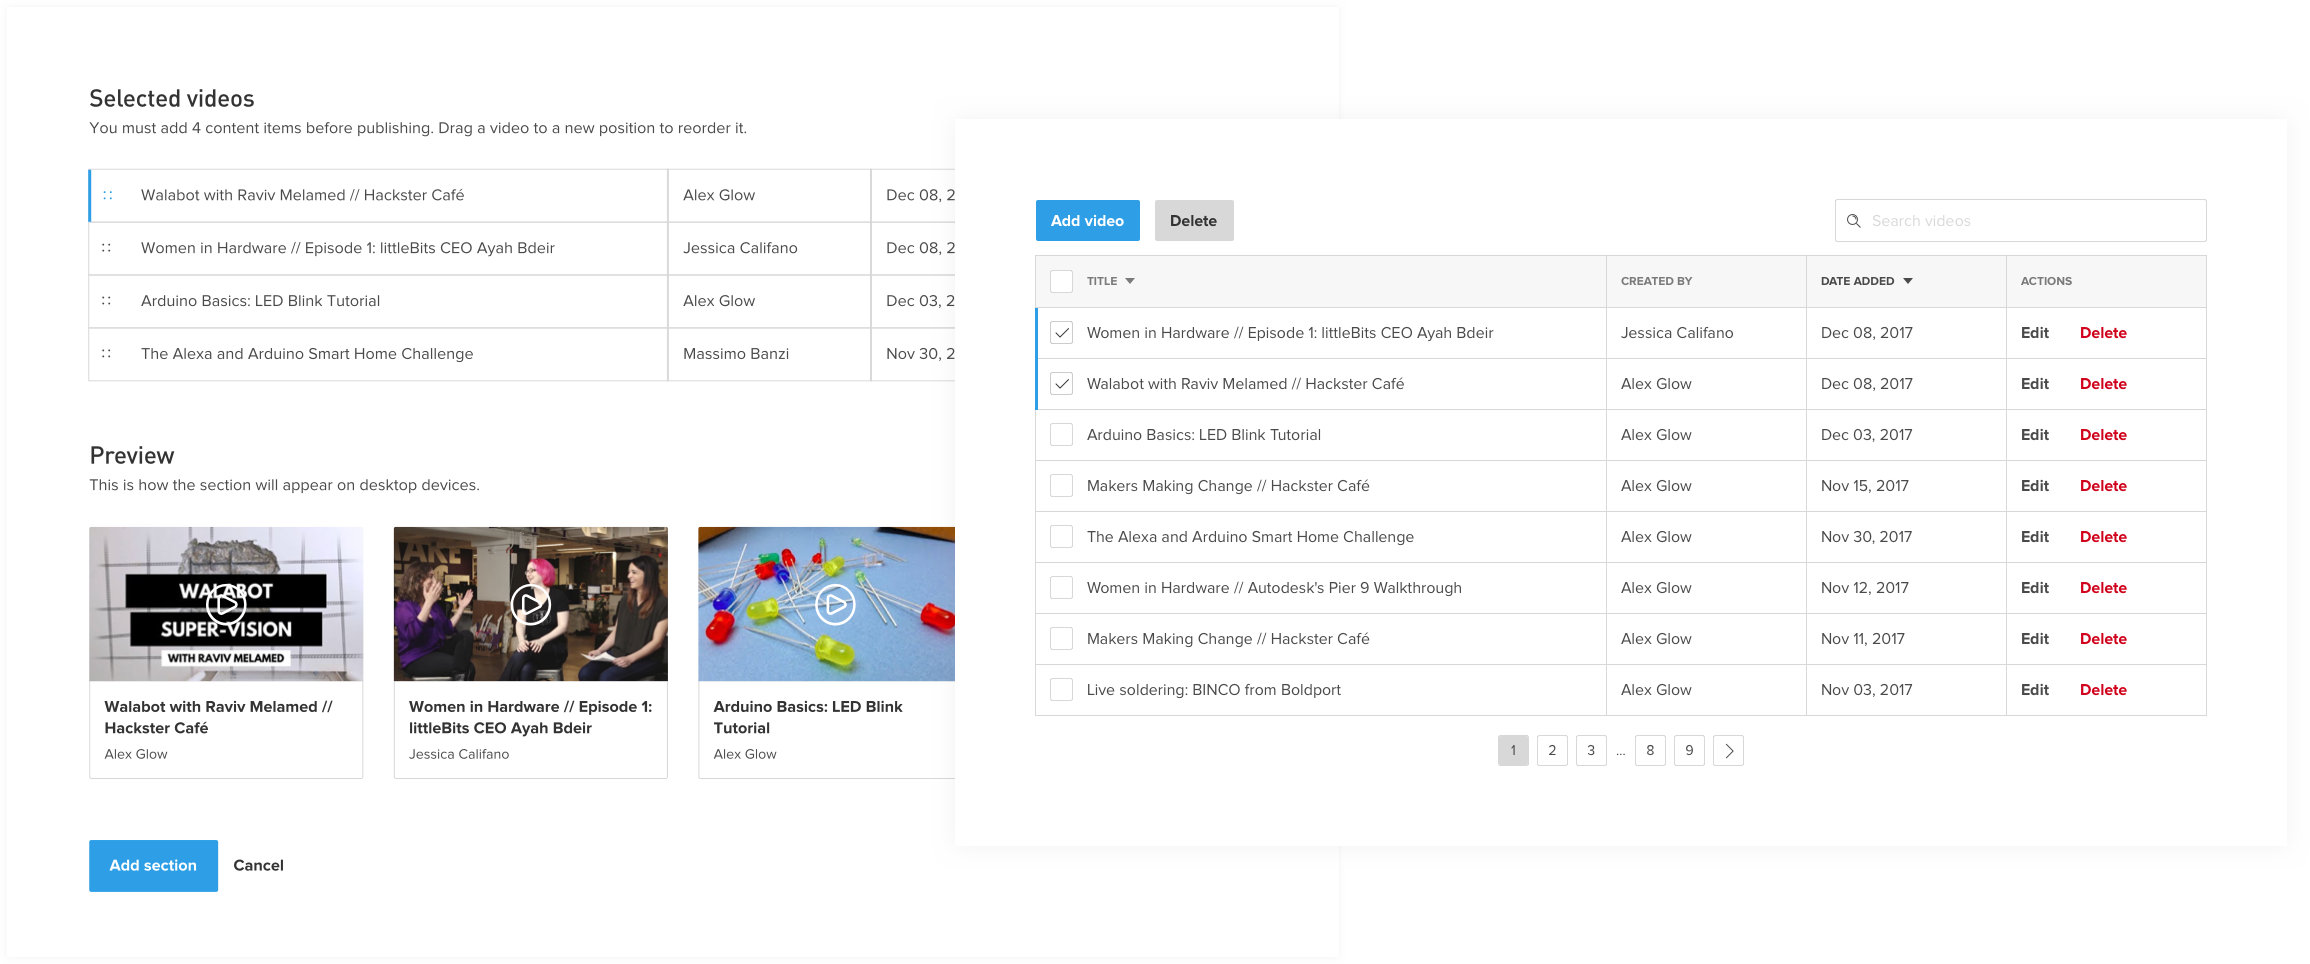 Selected videos
You must add 4 content items before publishing. Drag a video to a new position to reorder it.
Walabot with Raviv Melamed // Hackster Café Alex Glow Dec 08, 2
Women in Hardware // Episode 1: littleBits CEO Ayah Bdeir Jessica Califano Dec 08, 2
Arduino Basics: LED Blink Tutorial Alex Glow Dec 03, 2
The Alexa and Arduino Smart Home Challenge Massimo Banzi Nov 30, 2
Preview
This is how the section will appear on desktop devices.
WALABOT
SUPER-VISION
WITH RAVIV MELAMED
Walabot with Raviv Melamed //
Hackster Café
Alex Glow
Women in Hardware // Episode 1:
littleBits CEO Ayah Bdeir
Jessica Califano
Arduino Basics: LED Blink
Tutorial
Alex Glow
Add section Cancel
Add video Delete Search videos
TITLE CREATED BY DATE ADDED ACTIONS
Women in Hardware // Episode 1: littleBits CEO Ayah Bdeir Jessica Califano Dec 08, 2017 Edit Delete
Walabot with Raviv Melamed // Hackster Café Alex Glow Dec 08, 2017 Edit Delete
Arduino Basics: LED Blink Tutorial Alex Glow Dec 03, 2017 Edit Delete
Makers Making Change // Hackster Café Alex Glow Nov 15, 2017 Edit Delete
The Alexa and Arduino Smart Home Challenge Alex Glow Nov 30, 2017 Edit Delete
Women in Hardware // Autodesk's Pier 9 Walkthrough Alex Glow Nov 12, 2017 Edit Delete
Makers Making Change // Hackster Café Alex Glow Nov 11, 2017 Edit Delete
Live soldering: BINCO from Boldport Alex Glow Nov 03, 2017 Edit Delete
1 2 3 ... 8 9